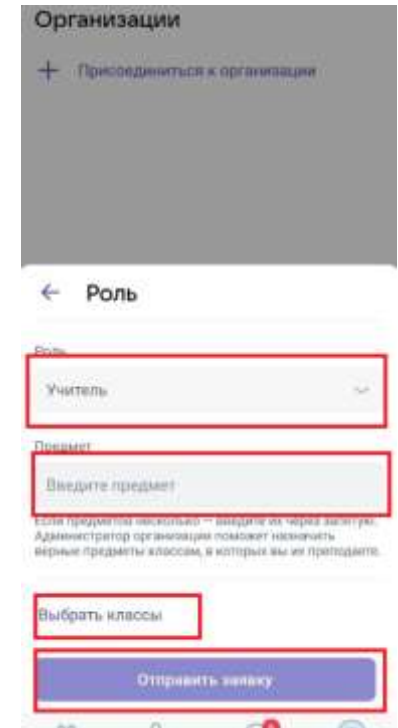 Организации
Присоединиться к организации
Роль
Роль
Учитель
Предмет
Введите предмет
Если предметов несколько — введите их через запятую.
Администратор организации поможет назначить
верные предметы классам, в которых вы их преподаете.
Выбрать классы
Отправить заявку